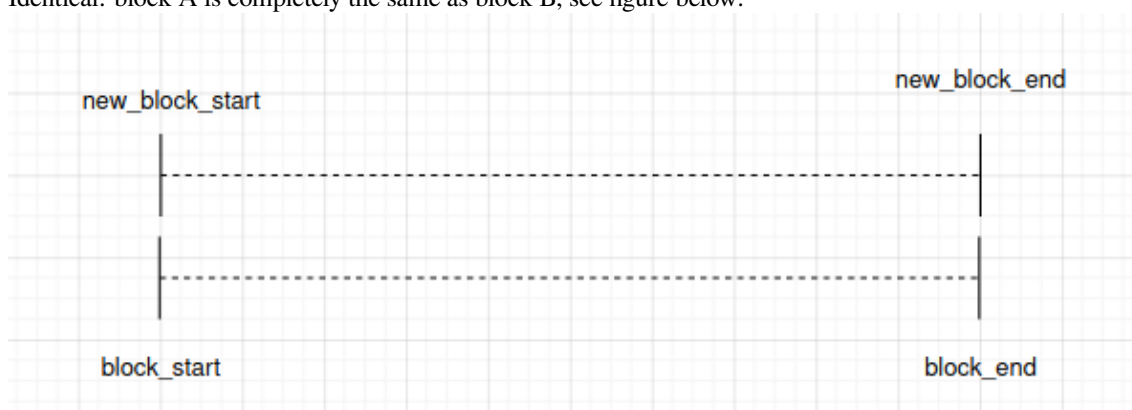 Identical: block A is completely the same as block B, see figure below:
new_block_end
new_block_start
block_start
block_end